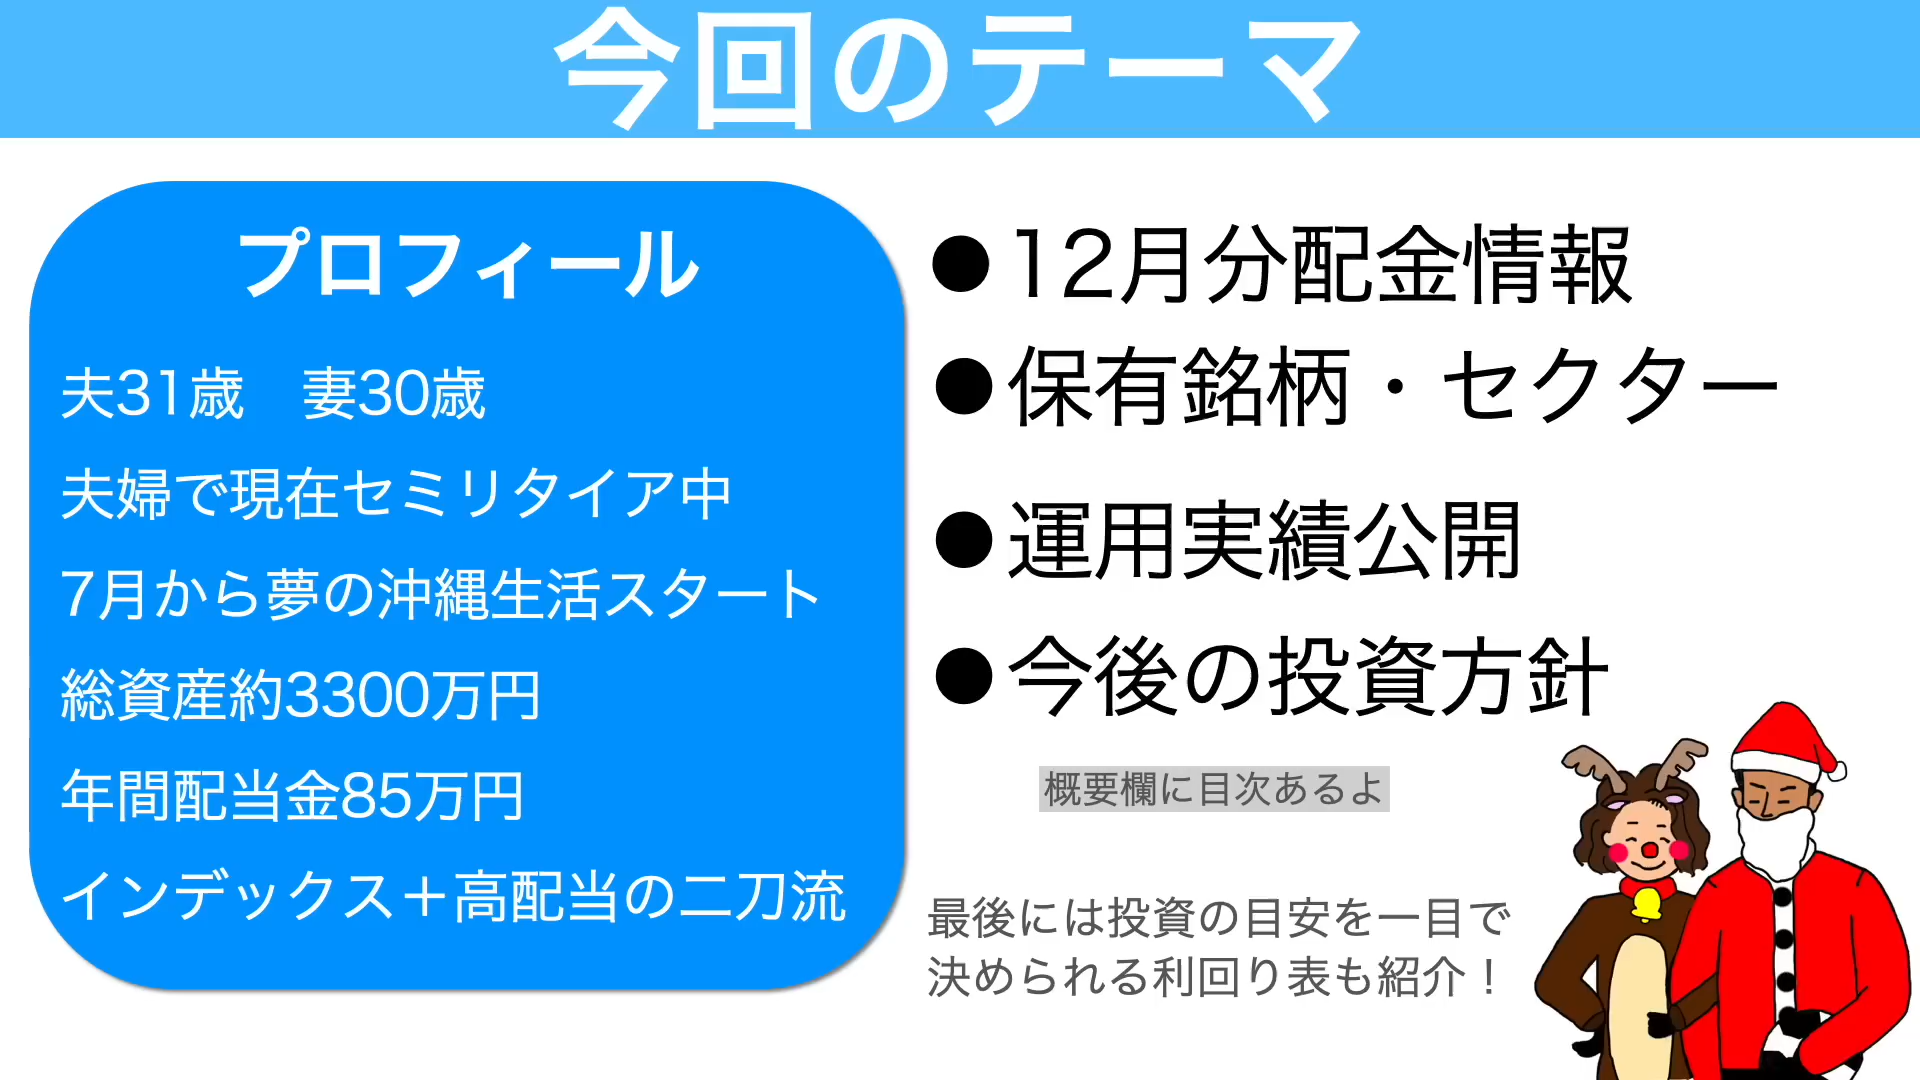 今回のテーマ
プロフィール
夫31歳　妻30歳
夫婦で現在セミリタイア中
7月から夢の沖縄生活スタート
総資産約3300万円
年間配当金85万円
インデックス＋高配当の二刀流
●12月分配金情報
●保有銘柄・セクター
●運用実績公開
●今後の投資方針
概要欄に目次あるよ
最後には投資の目安を一目で
決められる利回り表も紹介！